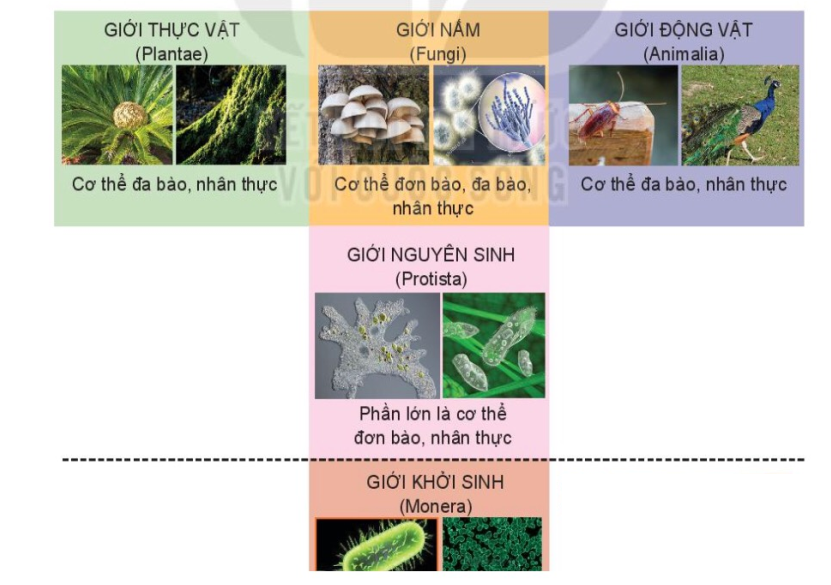 GIỚI THỰC VẬT
(Plantae)
Cơ thể đa bào, nhân thực
GIỚI NẤM
(Fungi)
Cơ thể đơn bào, đa bào,
nhân thực
GIỚI ĐỘNG VẬT
(Animalia)
Cơ thể đa bào, nhân thực
GIỚI NGUYÊN SINH
(Protista)
Phần lớn là cơ thể
đơn bào, nhân thực
GIỚI KHỞI SINH
(Monera)